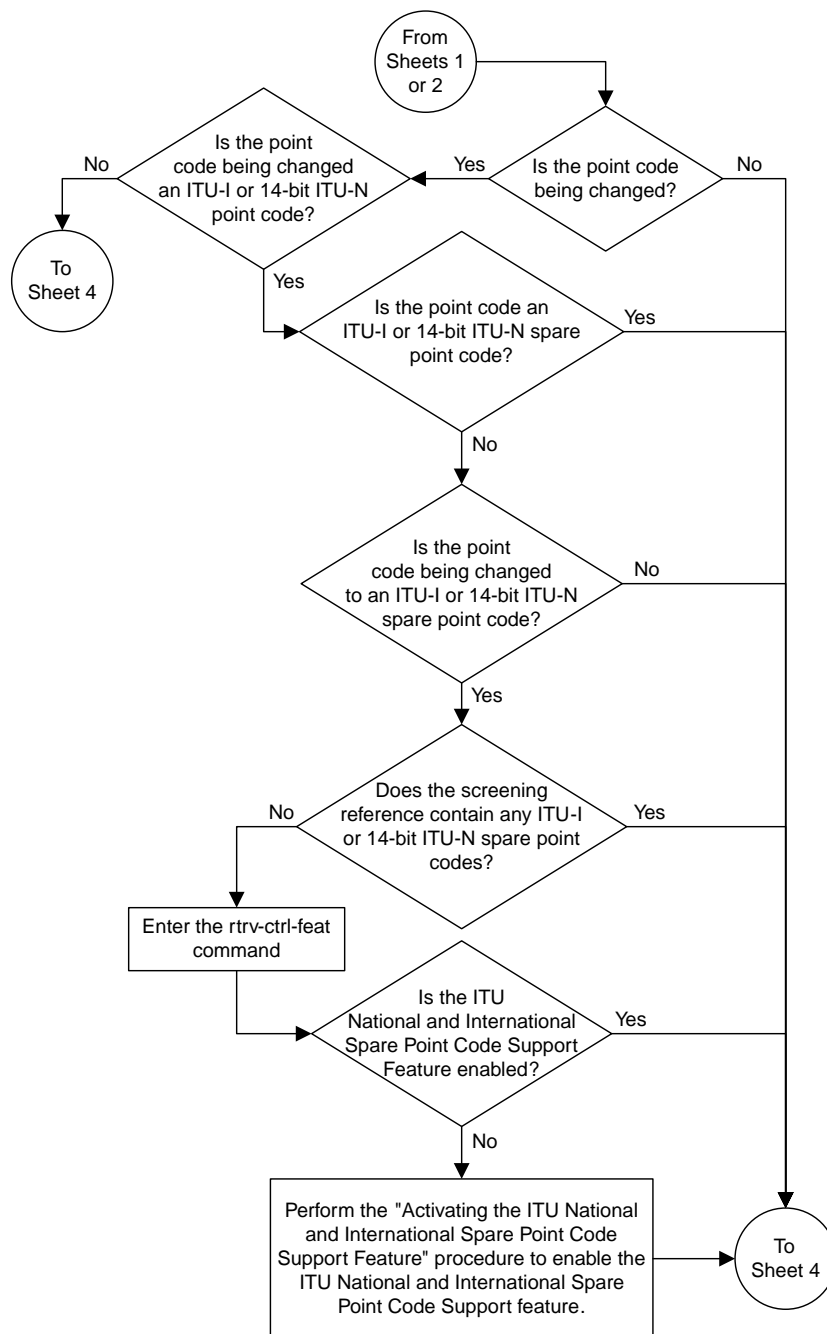 From
Sheets 1
or 2
Is the point code
being changed?
Yes
No
Is the point
code being changed
an ITU-I or 14-bit ITU-N
point code?
No
Yes
To
Sheet 4
Is the point code an
ITU-I or 14-bit ITU-N spare
point code?
Yes
No
Is the point
code being changed
to an ITU-I or 14-bit ITU-N
spare point code?
No
Yes
Does the screening
reference contain any ITU-I
or 14-bit ITU-N spare point
codes?
No
Yes
Enter the rtrv-ctrl-feat
command
Is the ITU
National and International
Spare Point Code Support
Feature enabled?
Yes
No
Perform the "Activating the ITU National
and International Spare Point Code
Support Feature" procedure to enable the
ITU National and International Spare
Point Code Support feature.
To
Sheet 4